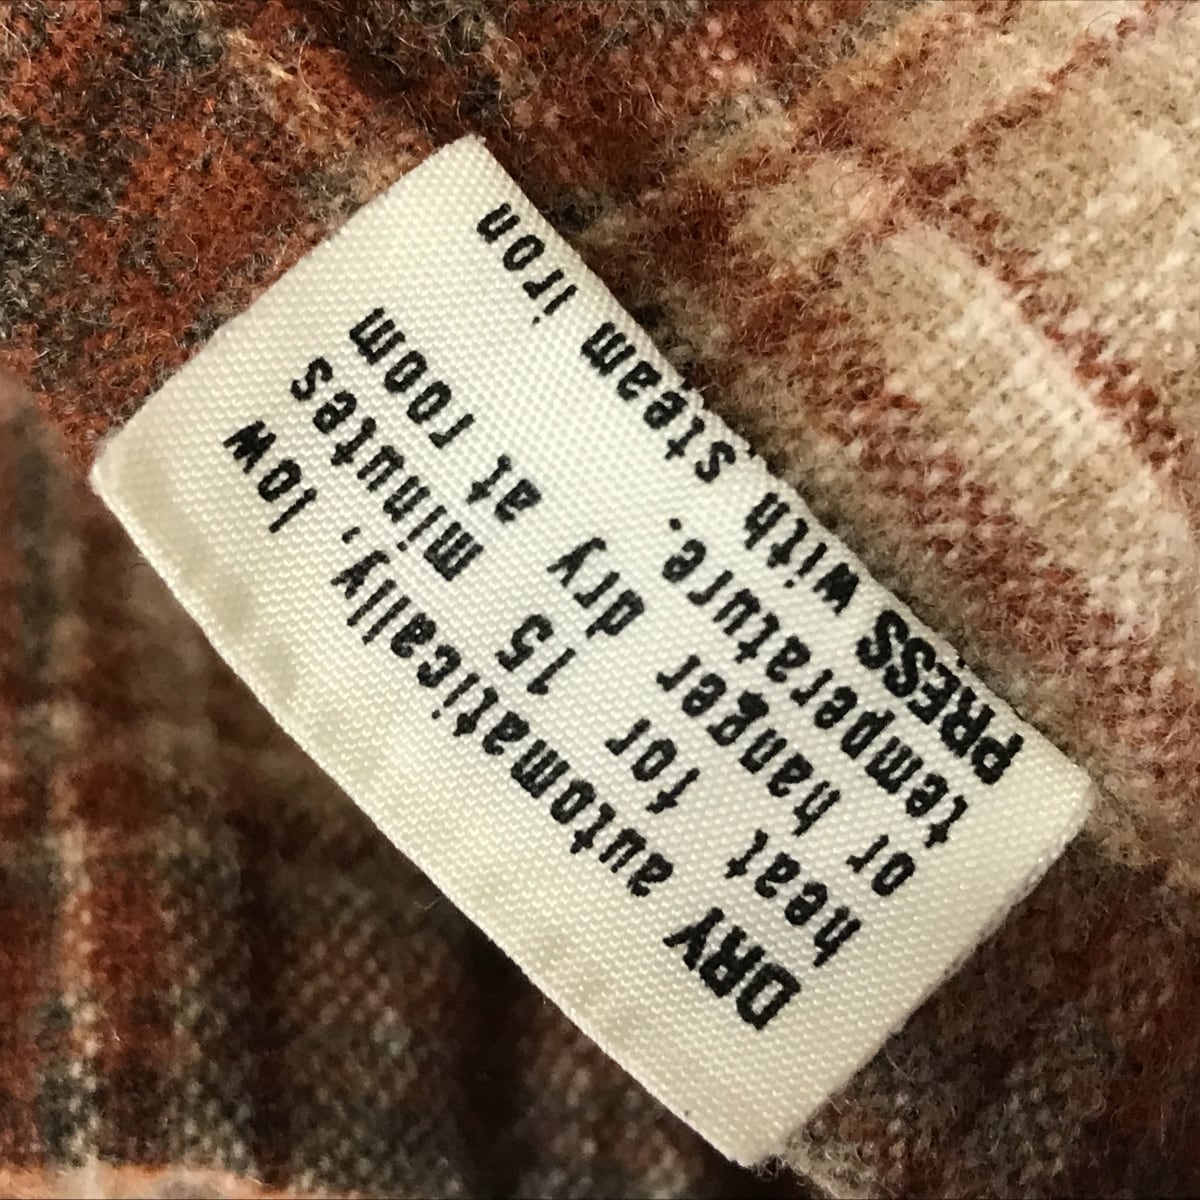 DRY automatically, low
heat for 15 minutes
or hanger dry at room
temperature.
PRESS with steam iron